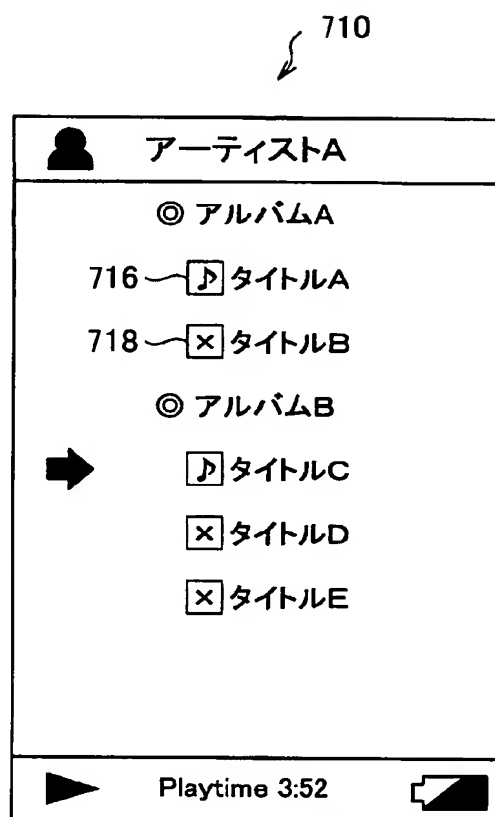 710
アーティストA
◎ アルバムA
716 ♪ タイトルA
718 × タイトルB
◎ アルバムB
♪ タイトルC
× タイトルD
× タイトルE
Playtime 3:52